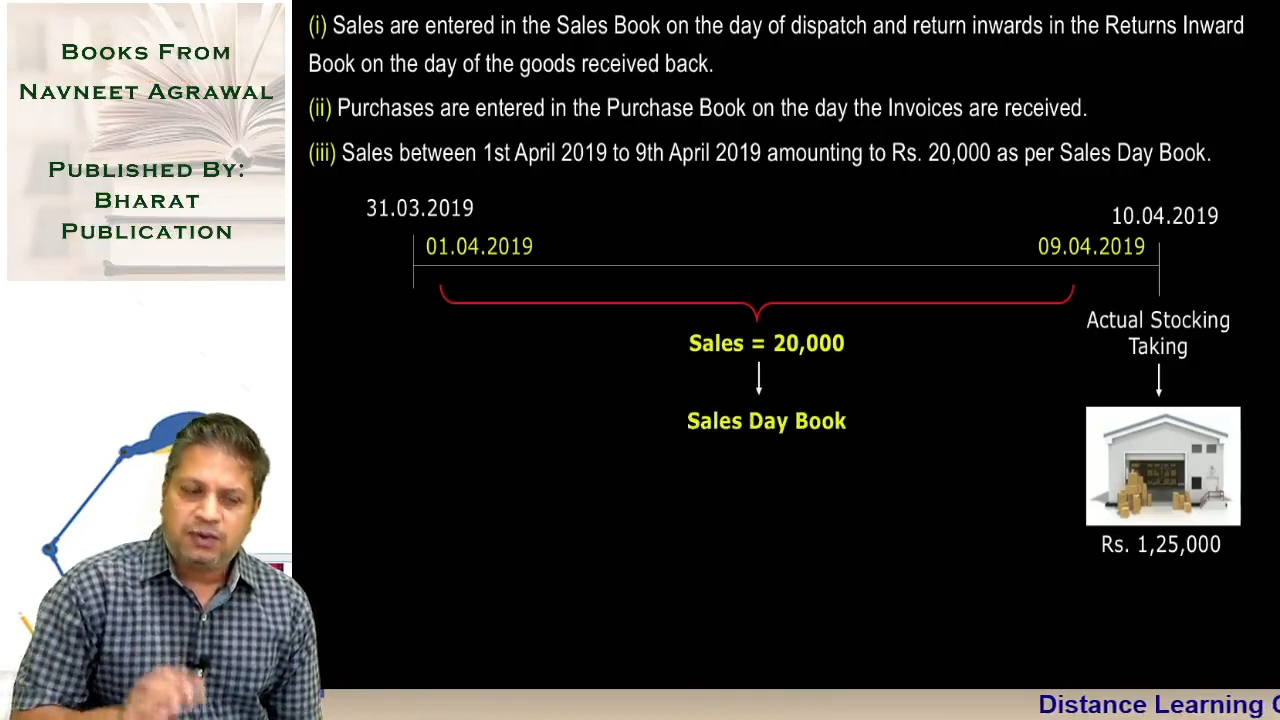 BOOKS FROM
NAVNEET AGRAWAL
PUBLISHED BY:
BHARAT
PUBLICATION
(i) Sales are entered in the Sales Book on the day of dispatch and return inwards in the Returns Inward
Book on the day of the goods received back.
(ii) Purchases are entered in the Purchase Book on the day the Invoices are received.
(iii) Sales between 1st April 2019 to 9th April 2019 amounting to Rs. 20,000 as per Sales Day Book.
31.03.2019
10.04.2019
01.04.2019
09.04.2019
Actual Stocking
Taking
Sales = 20,000
Sales Day Book
Rs. 1,25,000
Distance Learning